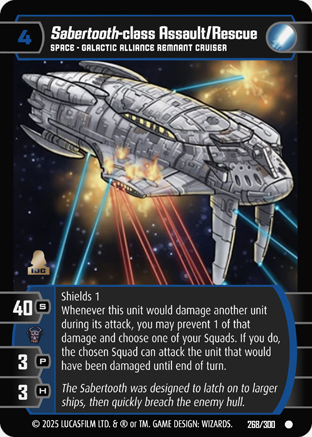 4
Sabertooth-class Assault/Rescue
SPACE - GALACTIC ALLIANCE REMNANT CRUISER
IDC
40 S
3 P
3 H
Shields 1
Whenever this unit would damage another unit
during its attack, you may prevent 1 of that
damage and choose one of your Squads. If you do,
the chosen Squad can attack the unit that would
have been damaged until end of turn.
The Sabertooth was designed to latch on to larger
ships, then quickly breach the enemy hull.
© 2025 LUCASFILM LTD. & ® or TM. GAME DESIGN: WIZARDS.
268/300